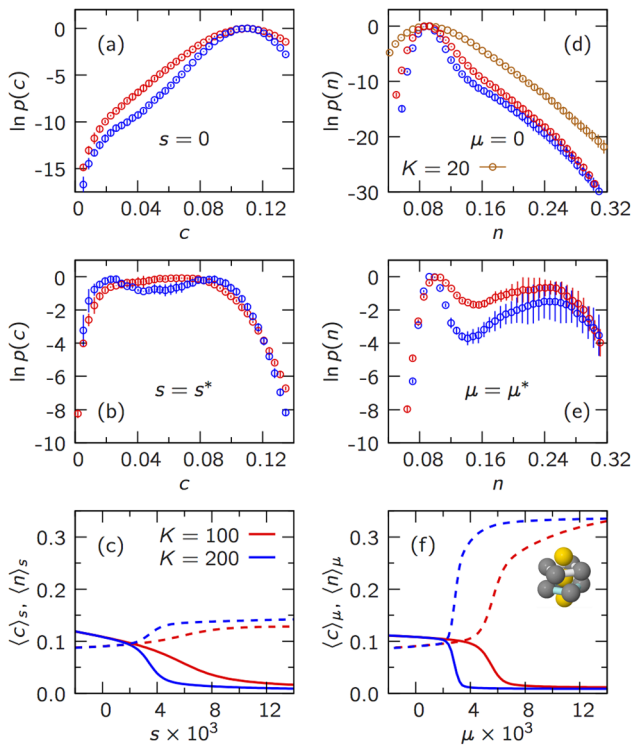 0
-5
-10
-15
ln p(c)
(a)
s = 0
0 0.04 0.08 0.12
c
0
-10
-20
-30
ln p(n)
(d)
μ = 0
K = 20
0.08 0.16 0.24 0.32
n
0
-2
-4
-6
-8
-10
ln p(c)
(b)
s = s*
0 0.04 0.08 0.12
c
0
-2
-4
-6
-8
-10
ln p(n)
μ = μ*
(e)
0.08 0.16 0.24 0.32
n
0.3
0.2
0.1
0.0
⟨c⟩s, ⟨n⟩s
(c)
K = 100
K = 200
0 4 8 12
s × 10³
0.3
0.2
0.1
0.0
⟨c⟩μ, ⟨n⟩μ
(f)
0 4 8 12
μ × 10³